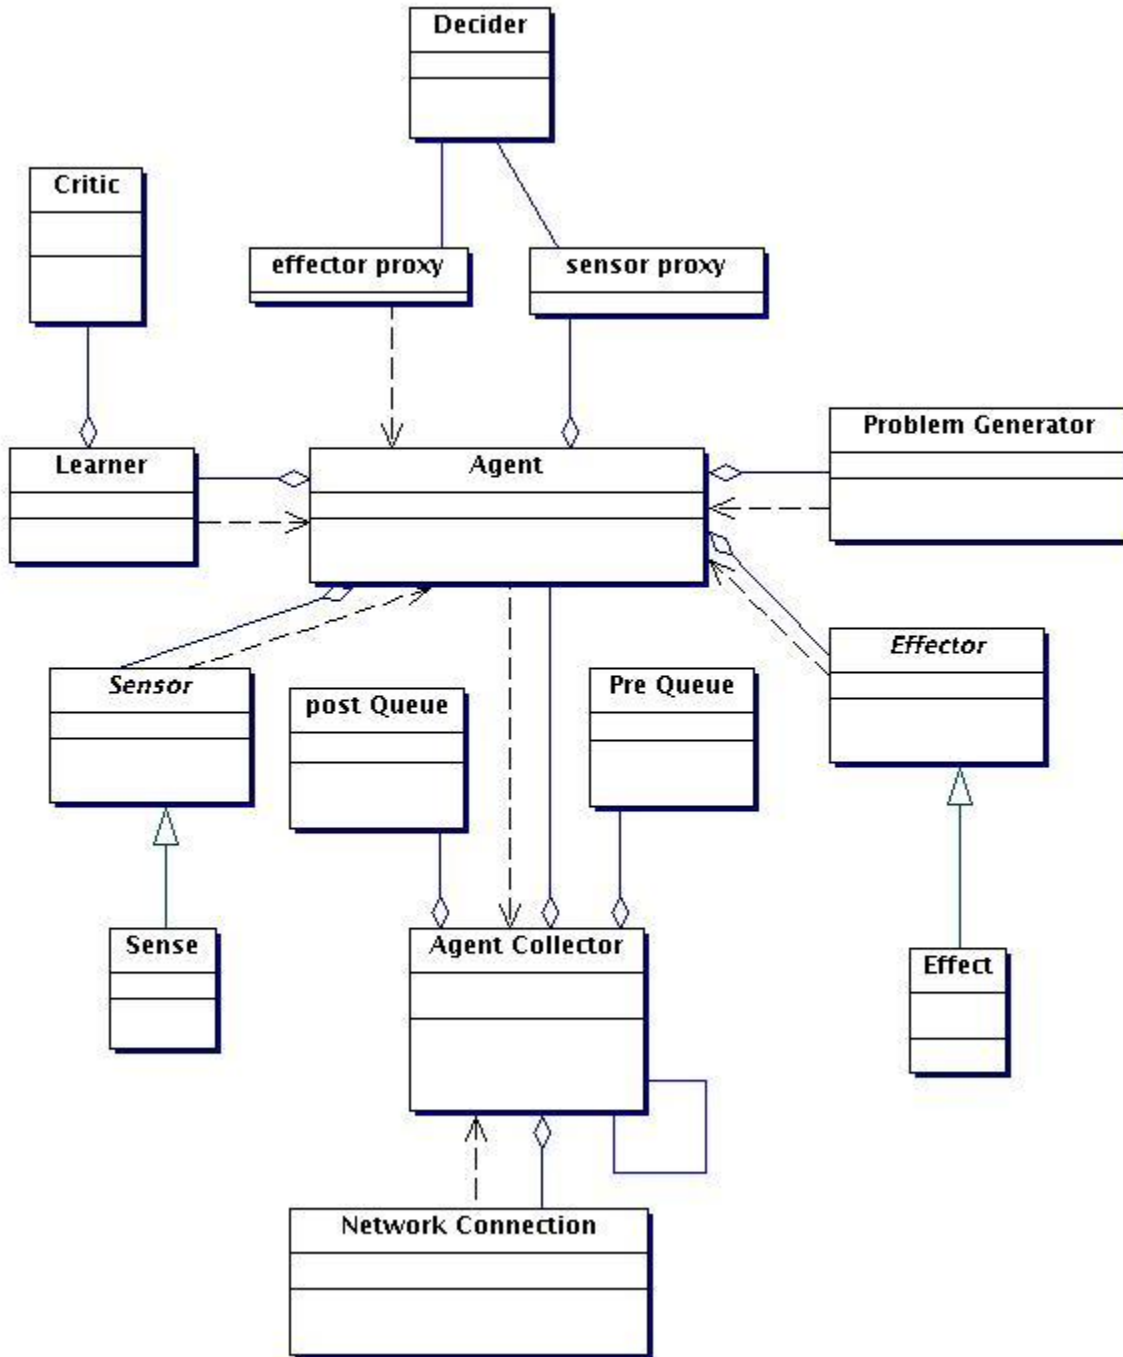 Decider
Critic
effector proxy
sensor proxy
Problem Generator
Learner
Agent
Effector
Sensor
post Queue
Pre Queue
Sense
Agent Collector
Effect
Network Connection